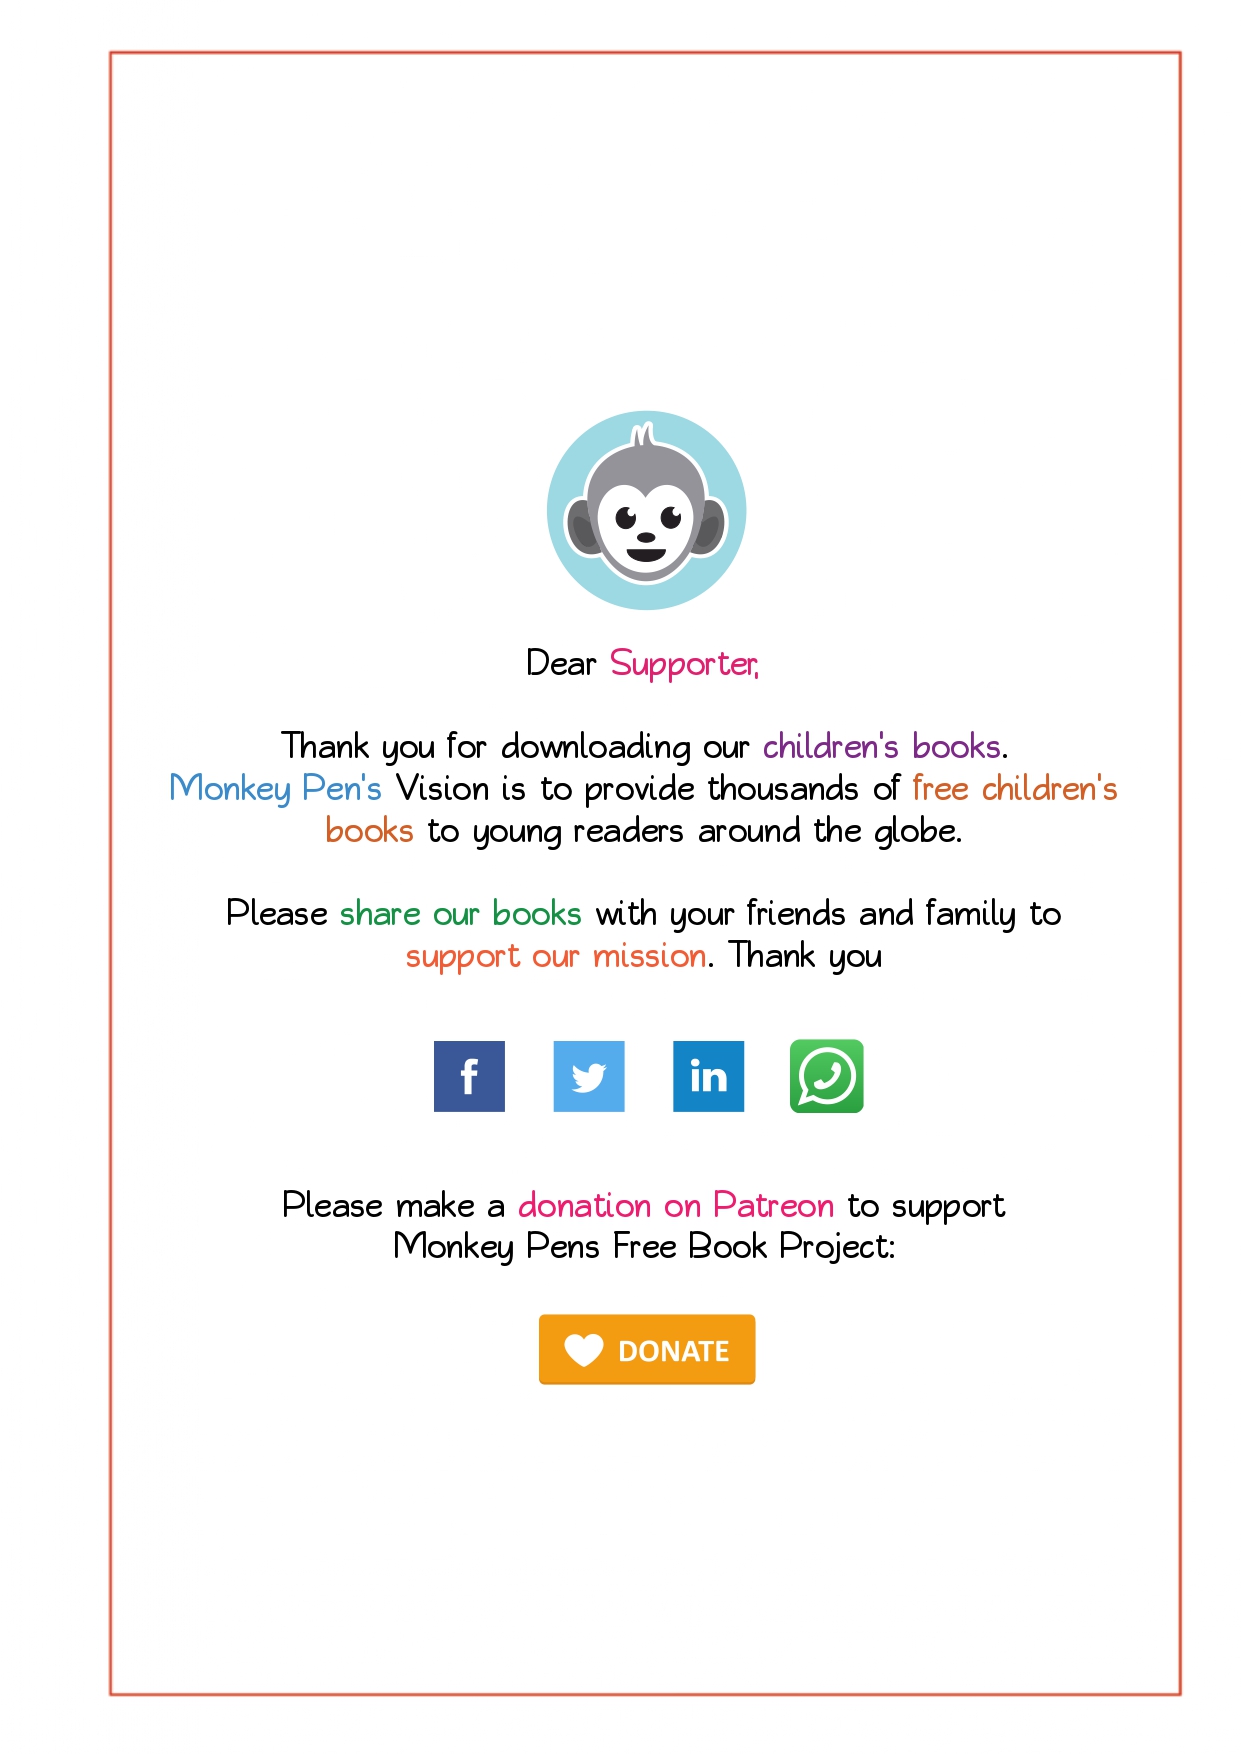 Dear Supporter,
Thank you for downloading our children's books.
Monkey Pen's Vision is to provide thousands of free children's
books to young readers around the globe.
Please share our books with your friends and family to
support our mission. Thank you
f
in
Please make a donation on Patreon to support
Monkey Pens Free Book Project:
DONATE